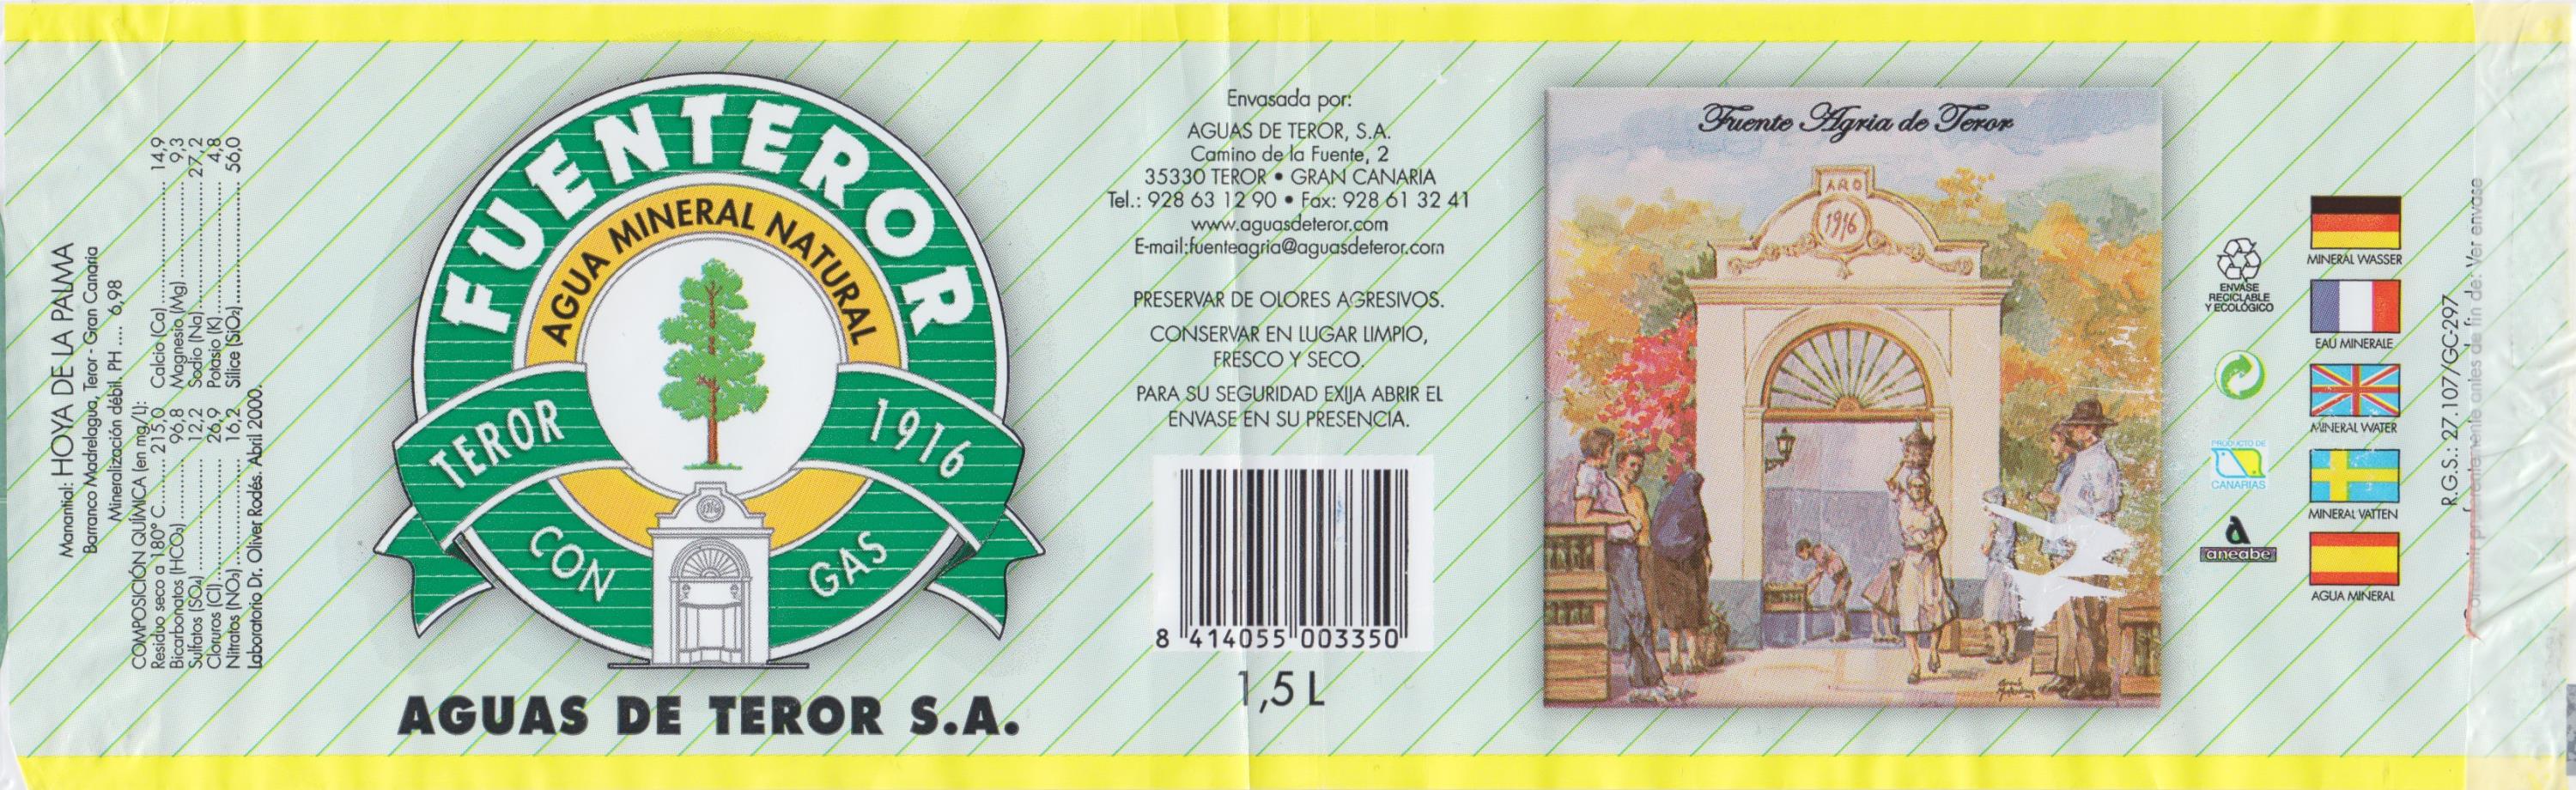 Manantial: HOYA DE LA PALMA
Barranco Madrelagua, Teror - Gran Canaria
Mineralización débil. PH .... 6,98
COMPOSICIÓN QUÍMICA (en mg/l):
Residuo seco a 180° C....... 215,0 Calcio (Ca) ........ 14,9
Bicarbonatos (HCO3) ........ 96,8 Magnesio (Mg) ........ 9,3
Sulfatos (SO4) ........ 12,2 Sodio (Na) ........ 27,2
Cloruros (Cl) ........ 26,9 Potasio (K) ........ 4,8
Nitratos (NO3) ........ 16,2 Sílice (SiO2) ........ 56,0
Laboratorio Dr. Oliver Rodés. Abril 2000.
FUENTEROR
AGUA MINERAL NATURAL
TEROR 1916
CON GAS
AGUAS DE TEROR S.A.
Envasada por:
AGUAS DE TEROR, S.A.
Camino de la Fuente, 2
35330 TEROR • GRAN CANARIA
Tel.: 928 63 12 90 • Fax: 928 61 32 41
www.aguasdeteror.com
E-mail:fuenteagria@aguasdeteror.com
PRESERVAR DE OLORES AGRESIVOS.
CONSERVAR EN LUGAR LIMPIO,
FRESCO Y SECO.
PARA SU SEGURIDAD EXIJA ABRIR EL
ENVASE EN SU PRESENCIA.
8 414055 003350
1,5 L
Fuente Agria de Teror
AÑO
1916
ENVASE
RECICLABLE
Y ECOLÓGICO
PRODUCTO DE
CANARIAS
aneabe
MINERAL WASSER
EAU MINERALE
MINERAL WATER
MINERAL VATTEN
AGUA MINERAL
R.G.S.: 27.107/GC-297
preferentemente antes de fin de: Ver envase